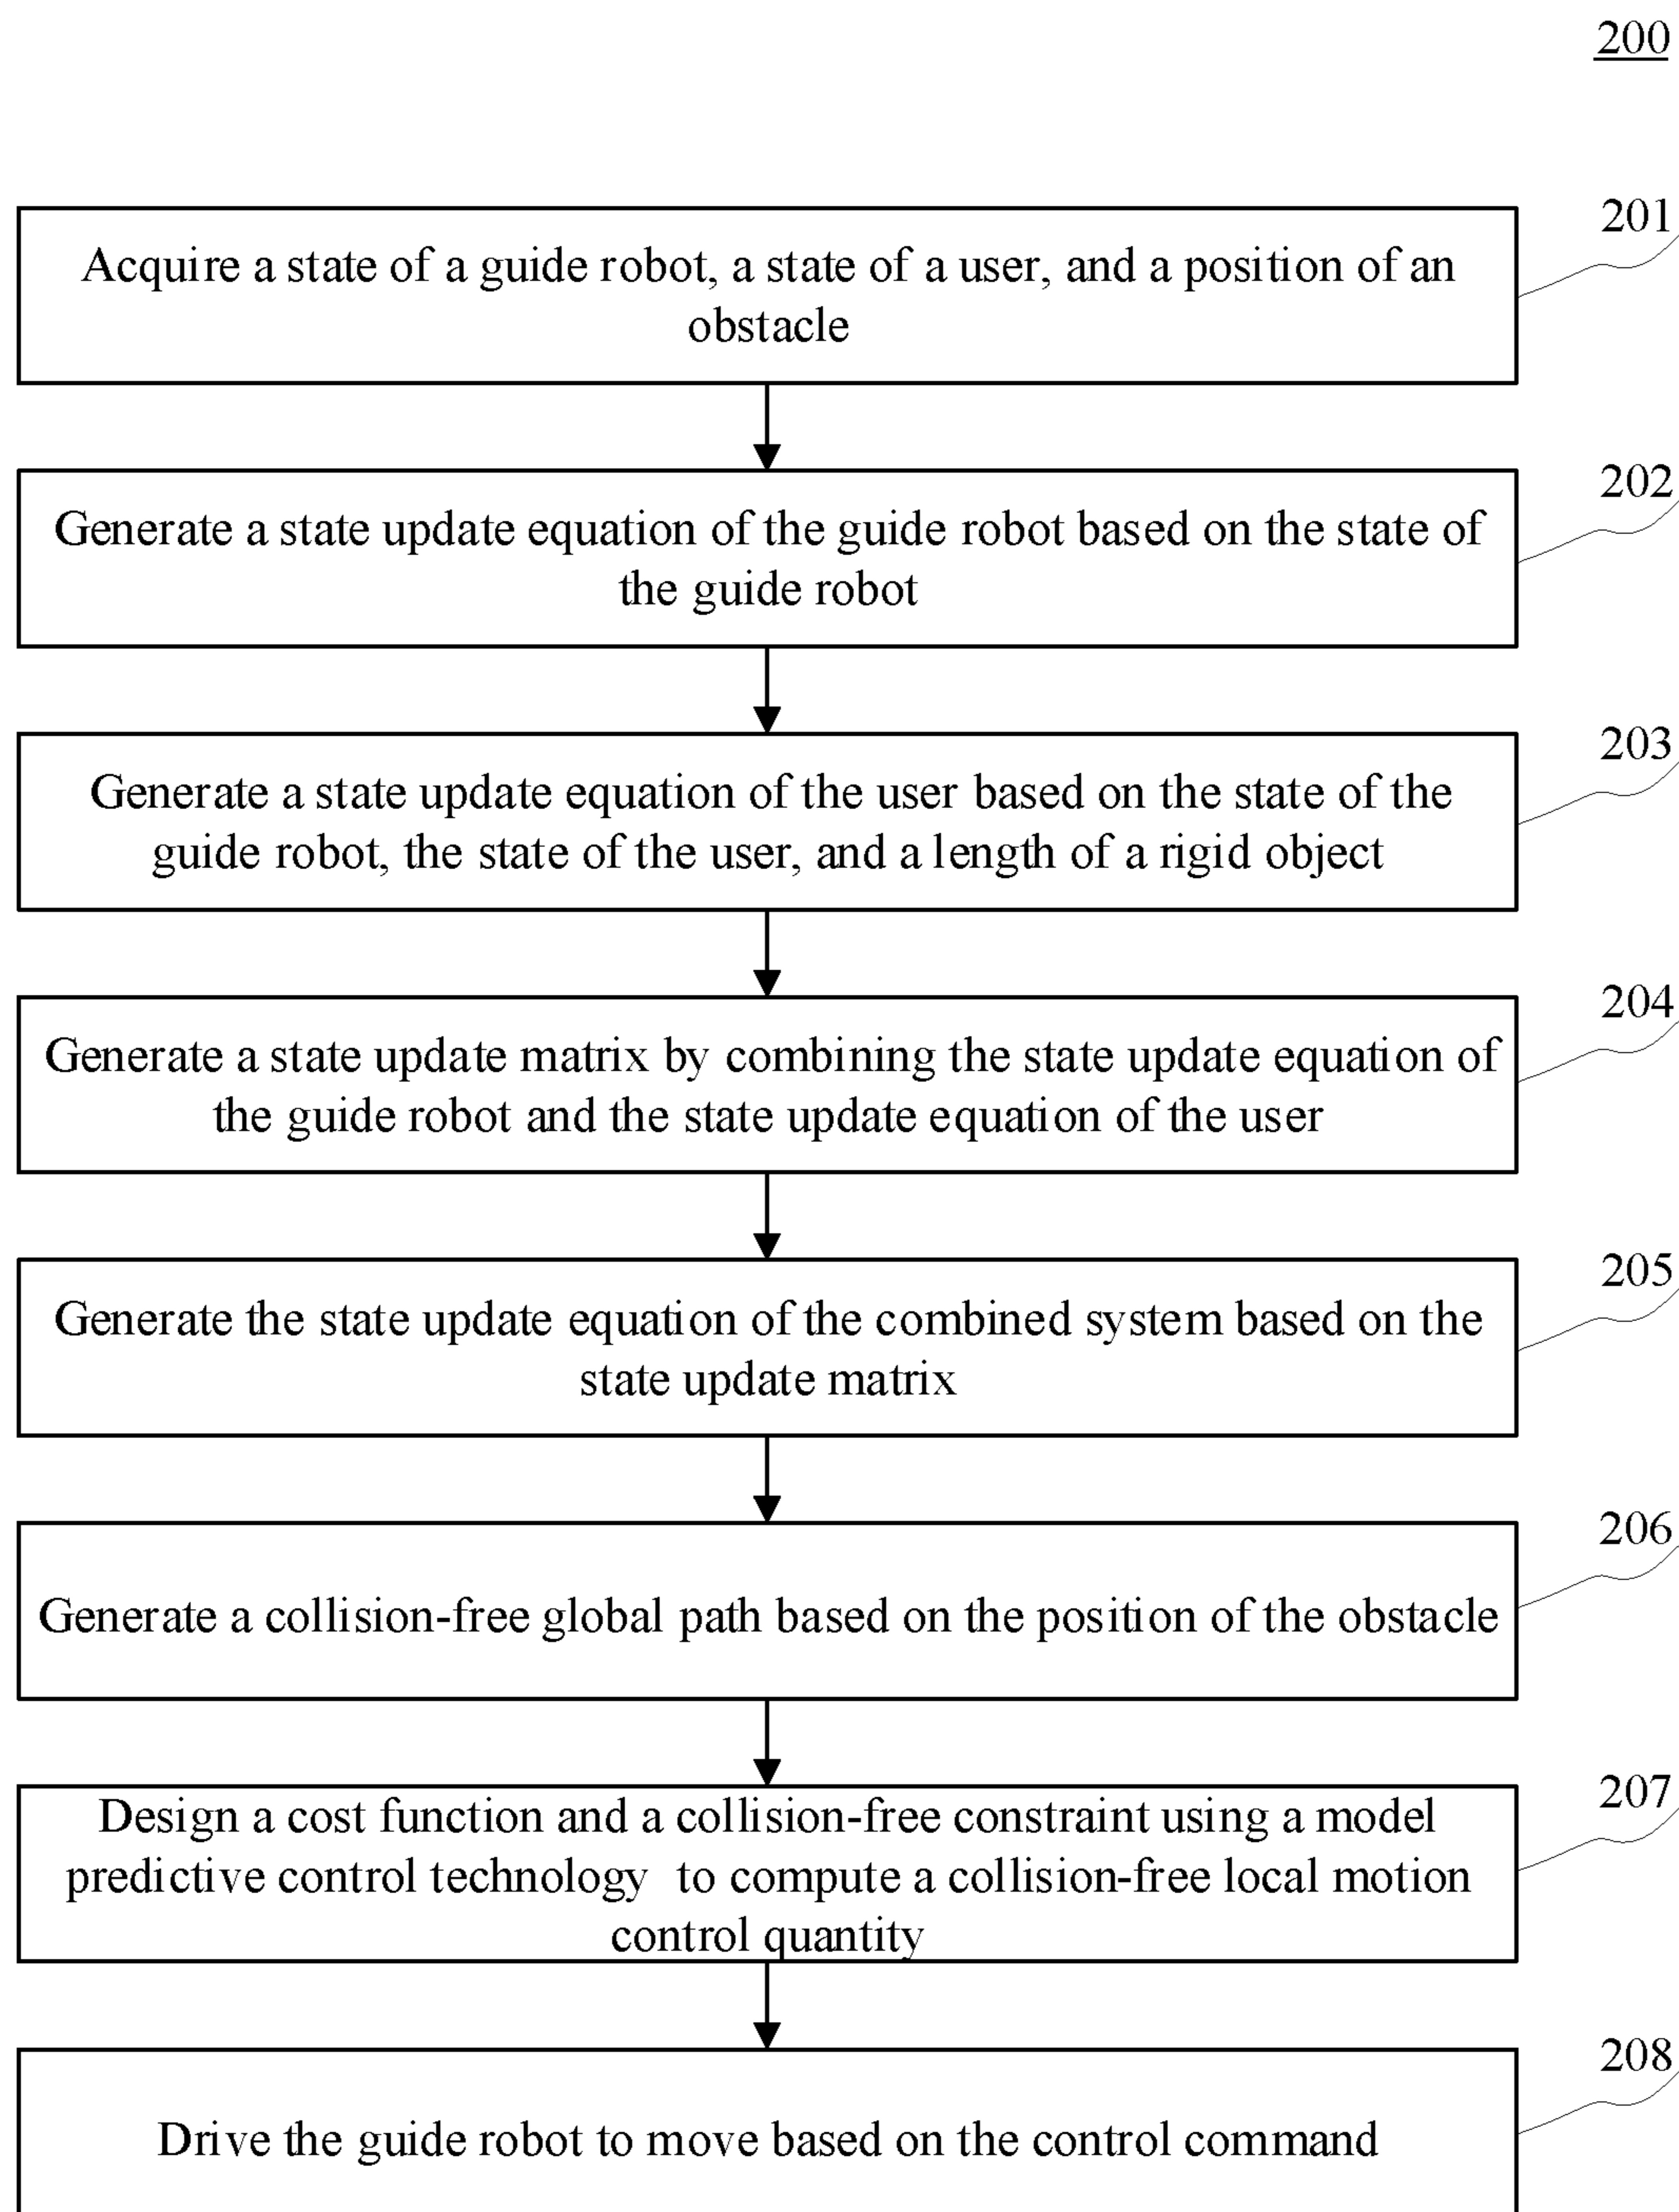 200
201
Acquire a state of a guide robot, a state of a user, and a position of an
obstacle
202
Generate a state update equation of the guide robot based on the state of
the guide robot
203
Generate a state update equation of the user based on the state of the
guide robot, the state of the user, and a length of a rigid object
204
Generate a state update matrix by combining the state update equation of
the guide robot and the state update equation of the user
205
Generate the state update equation of the combined system based on the
state update matrix
206
Generate a collision-free global path based on the position of the obstacle
207
Design a cost function and a collision-free constraint using a model
predictive control technology to compute a collision-free local motion
control quantity
208
Drive the guide robot to move based on the control command